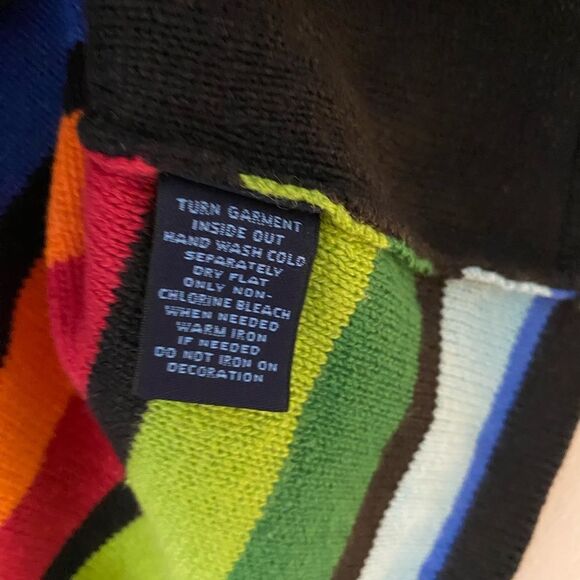 TURN GARMENT
INSIDE OUT
HAND WASH COLD
SEPARATELY
DRY FLAT
ONLY NON-
CHLORINE BLEACH
WHEN NEEDED
WARM IRON
IF NEEDED
DO NOT IRON ON
DECORATION